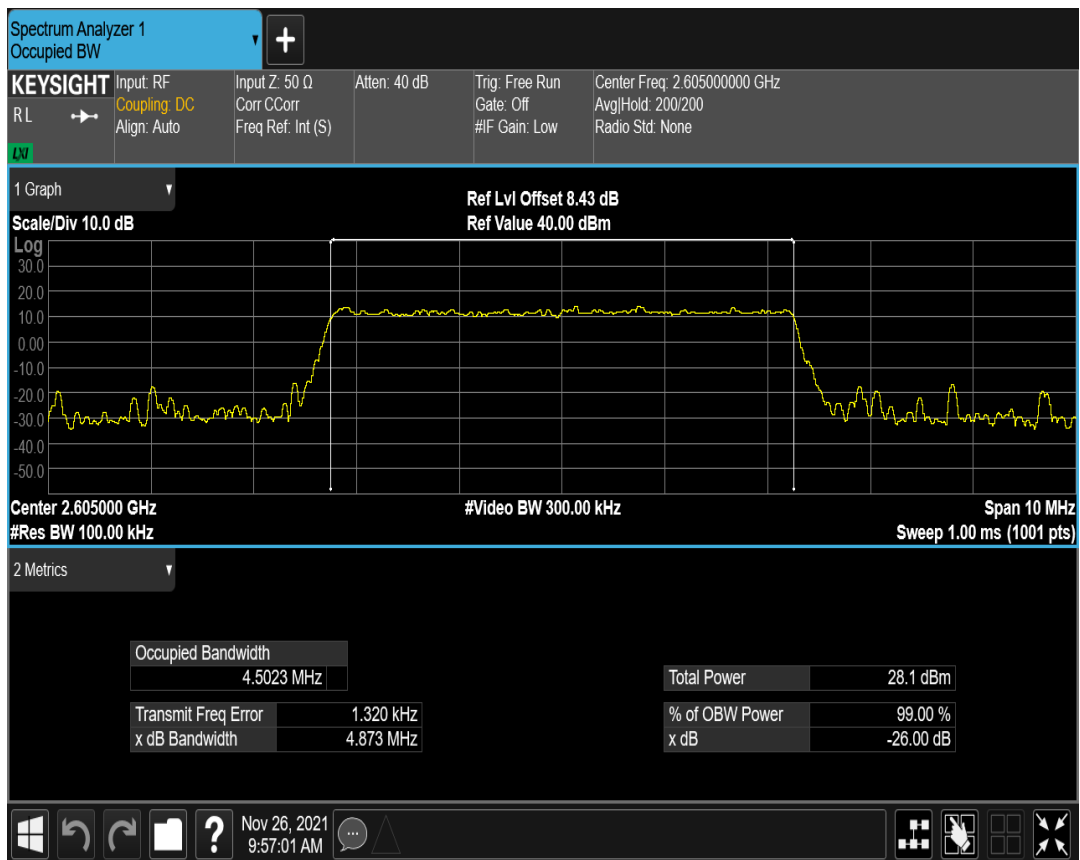 Spectrum Analyzer 1
Occupied BW
+
KEYSIGHT
RL
LXI
Input: RF
Coupling: DC
Align: Auto
Input Z: 50 Ω
Corr CCorr
Freq Ref: Int (S)
Atten: 40 dB
Trig: Free Run
Gate: Off
#IF Gain: Low
Center Freq: 2.605000000 GHz
Avg|Hold: 200/200
Radio Std: None
1 Graph
Scale/Div 10.0 dB
Ref Lvl Offset 8.43 dB
Ref Value 40.00 dBm
Log
30.0
20.0
10.0
0.00
-10.0
-20.0
-30.0
-40.0
-50.0
Center 2.605000 GHz
#Video BW 300.00 kHz
Span 10 MHz
#Res BW 100.00 kHz
Sweep 1.00 ms (1001 pts)
2 Metrics
Occupied Bandwidth
4.5023 MHz
Total Power 28.1 dBm
Transmit Freq Error 1.320 kHz
% of OBW Power 99.00 %
x dB Bandwidth 4.873 MHz
x dB -26.00 dB
?
Nov 26, 2021
9:57:01 AM